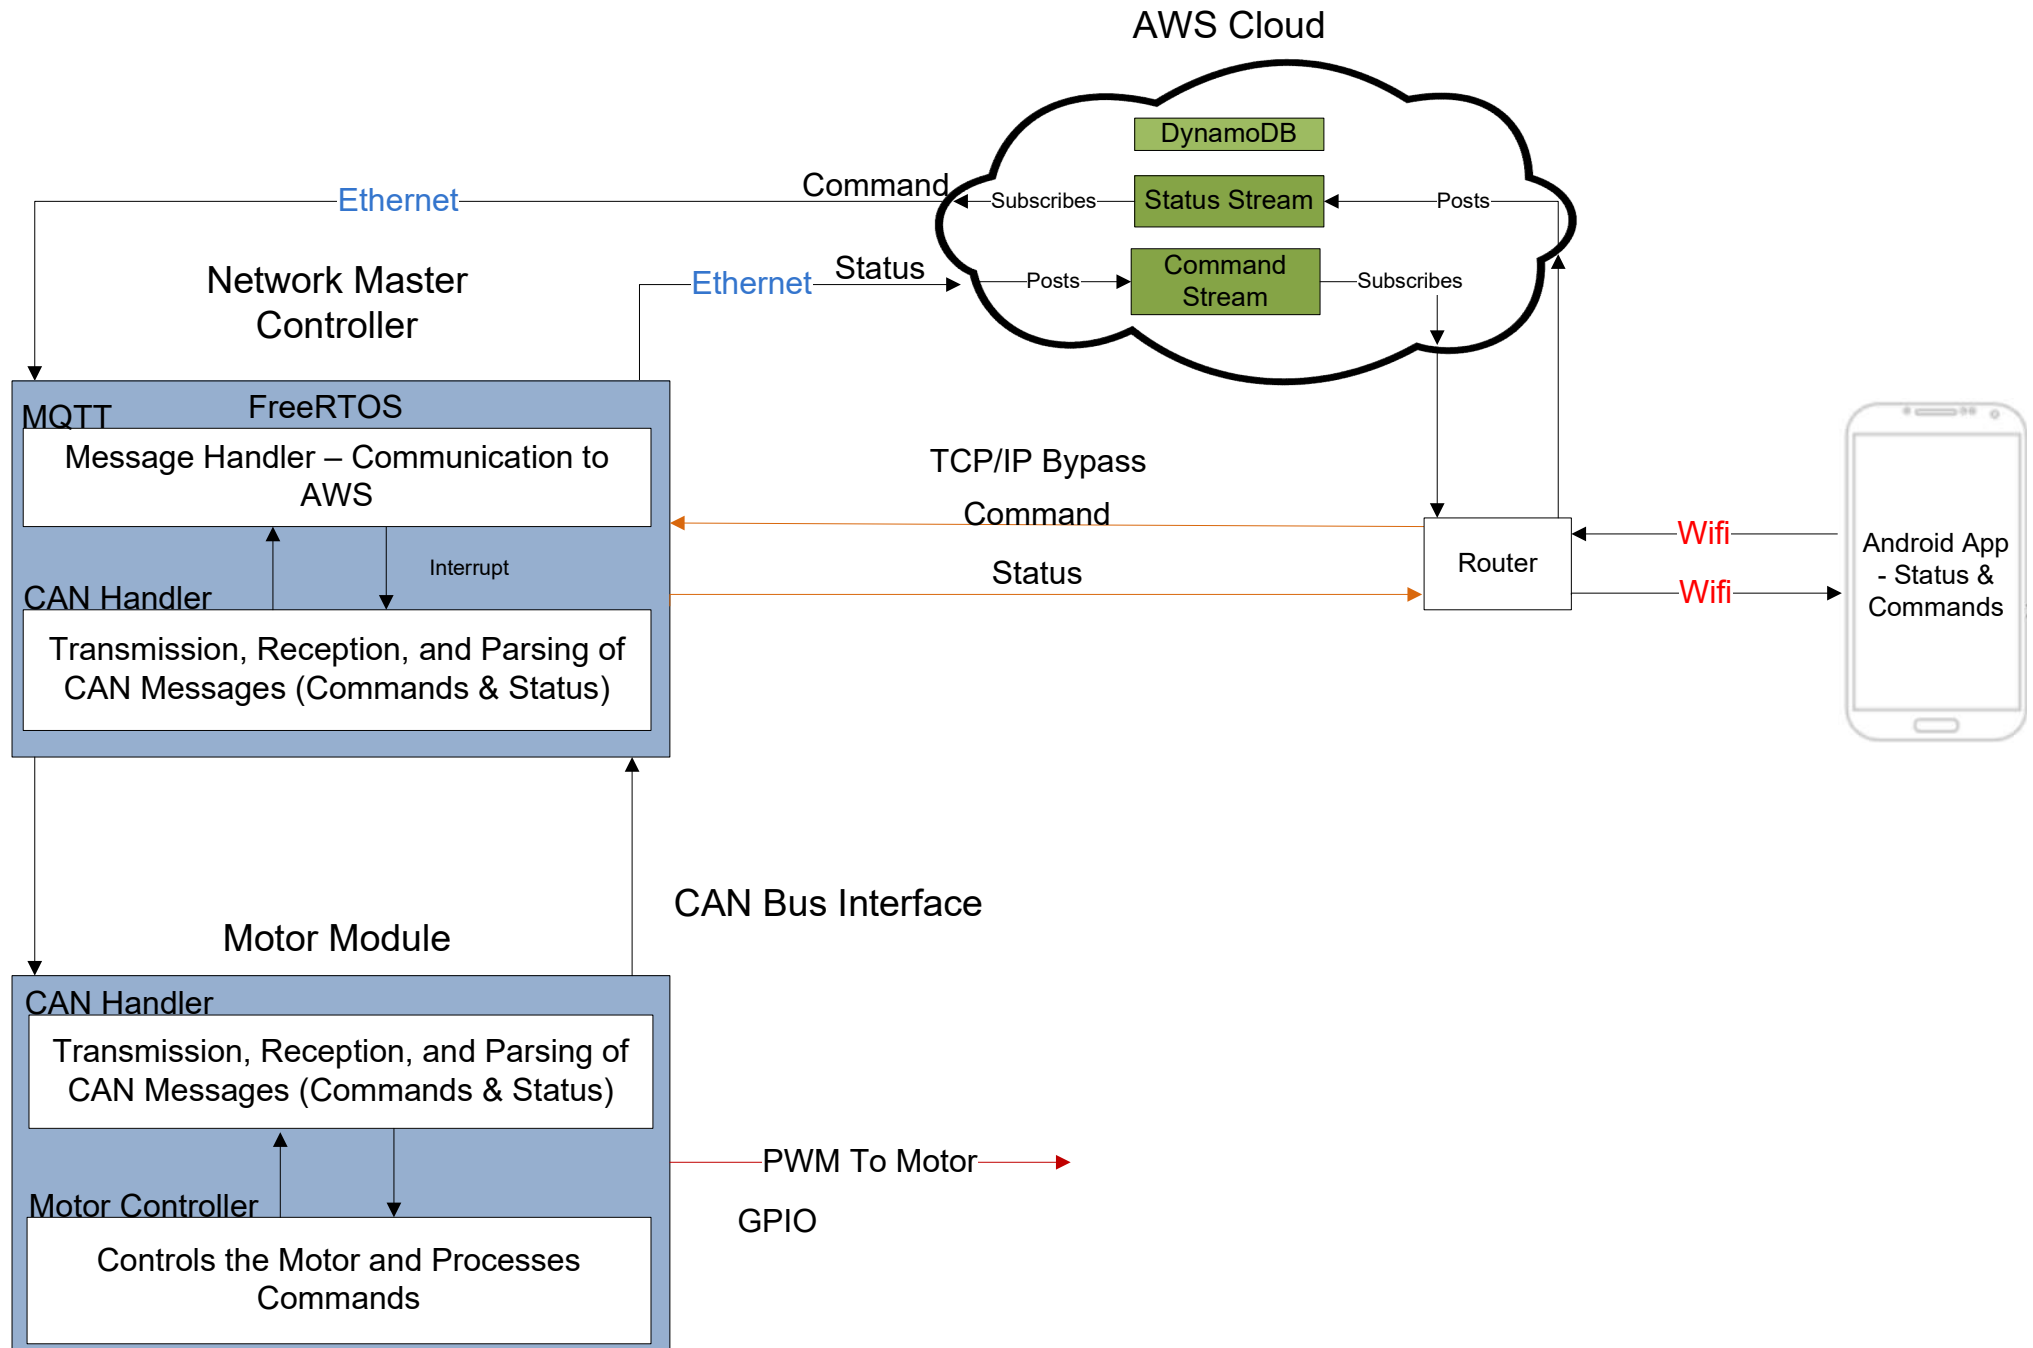 AWS Cloud
DynamoDB
Command
Ethernet
Subscribes
Status Stream
Posts
Status
Ethernet
Posts
Command
Stream
Subscribes
Network Master
Controller
MQTT
FreeRTOS
Message Handler – Communication to
AWS
Interrupt
CAN Handler
Transmission, Reception, and Parsing of
CAN Messages (Commands & Status)
TCP/IP Bypass
Command
Status
Router
Wifi
Wifi
Android App
- Status &
Commands
CAN Bus Interface
Motor Module
CAN Handler
Transmission, Reception, and Parsing of
CAN Messages (Commands & Status)
Motor Controller
Controls the Motor and Processes
Commands
PWM To Motor
GPIO